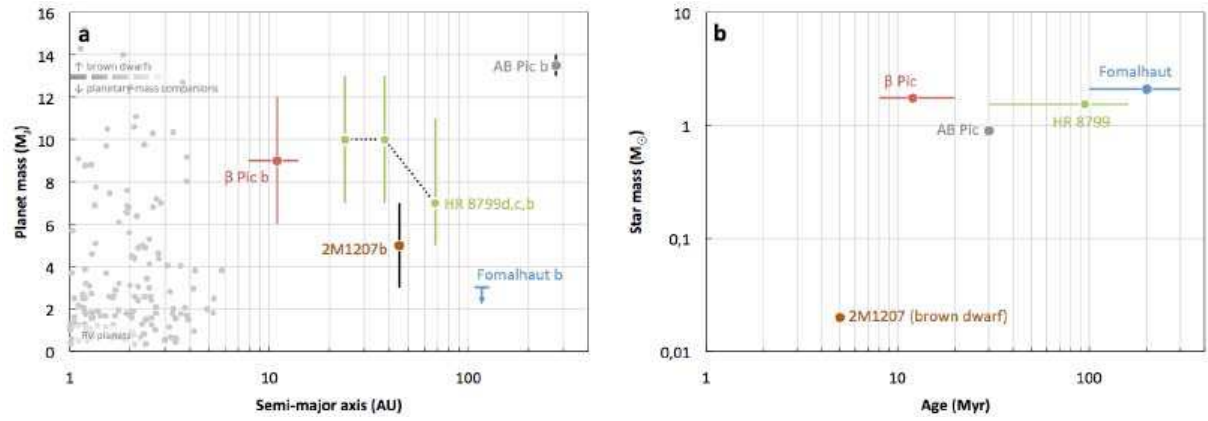 a
16
14
12
10
8
6
4
2
0
Planet mass (MJ)
↑ brown dwarfs
↓ planetary-mass companions
RV planets
β Pic b
AB Pic b
HR 8799d,c,b
2M1207b
Fomalhaut b
1
10
100
Semi-major axis (AU)
b
10
1
0,1
0,01
Star mass (M☉)
β Pic
Fomalhaut
AB Pic
HR 8799
2M1207 (brown dwarf)
1
10
100
Age (Myr)